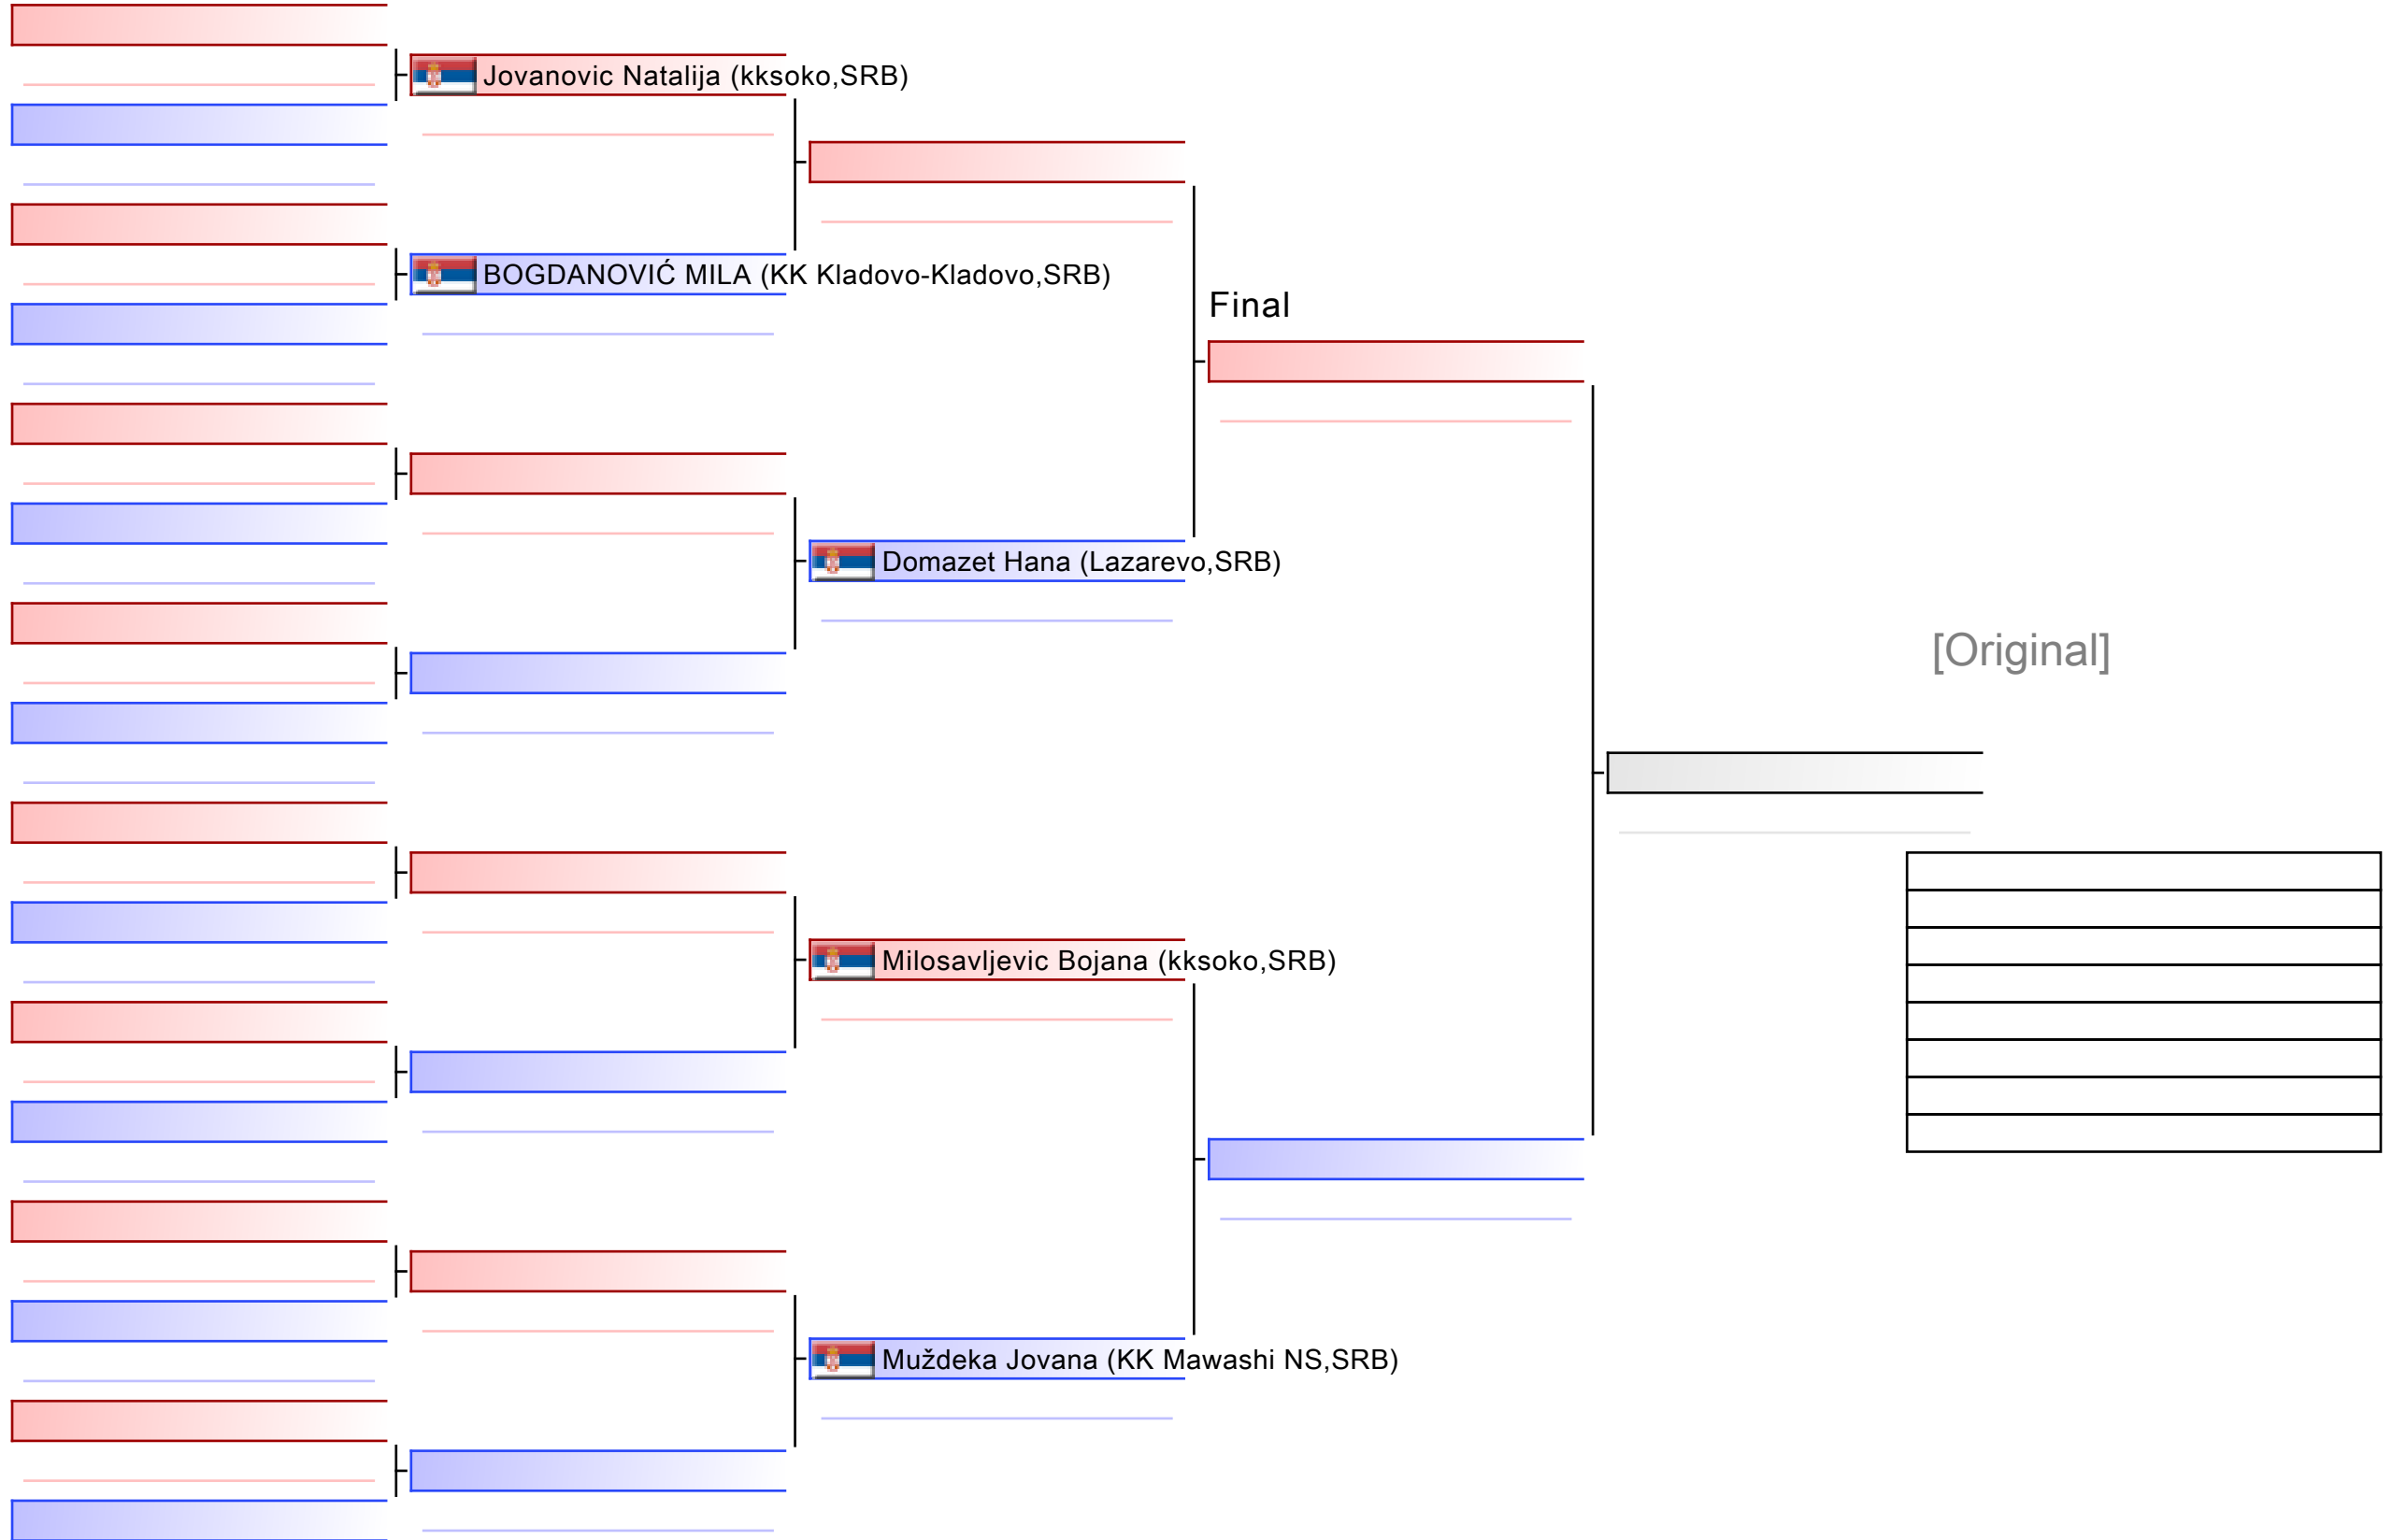 Jovanovic Natalija (kksoko,SRB)
BOGDANOVIĆ MILA (KK Kladovo-Kladovo,SRB)
Final
Domazet Hana (Lazarevo,SRB)
[Original]
Milosavljevic Bojana (kksoko,SRB)
Muždeka Jovana (KK Mawashi NS,SRB)